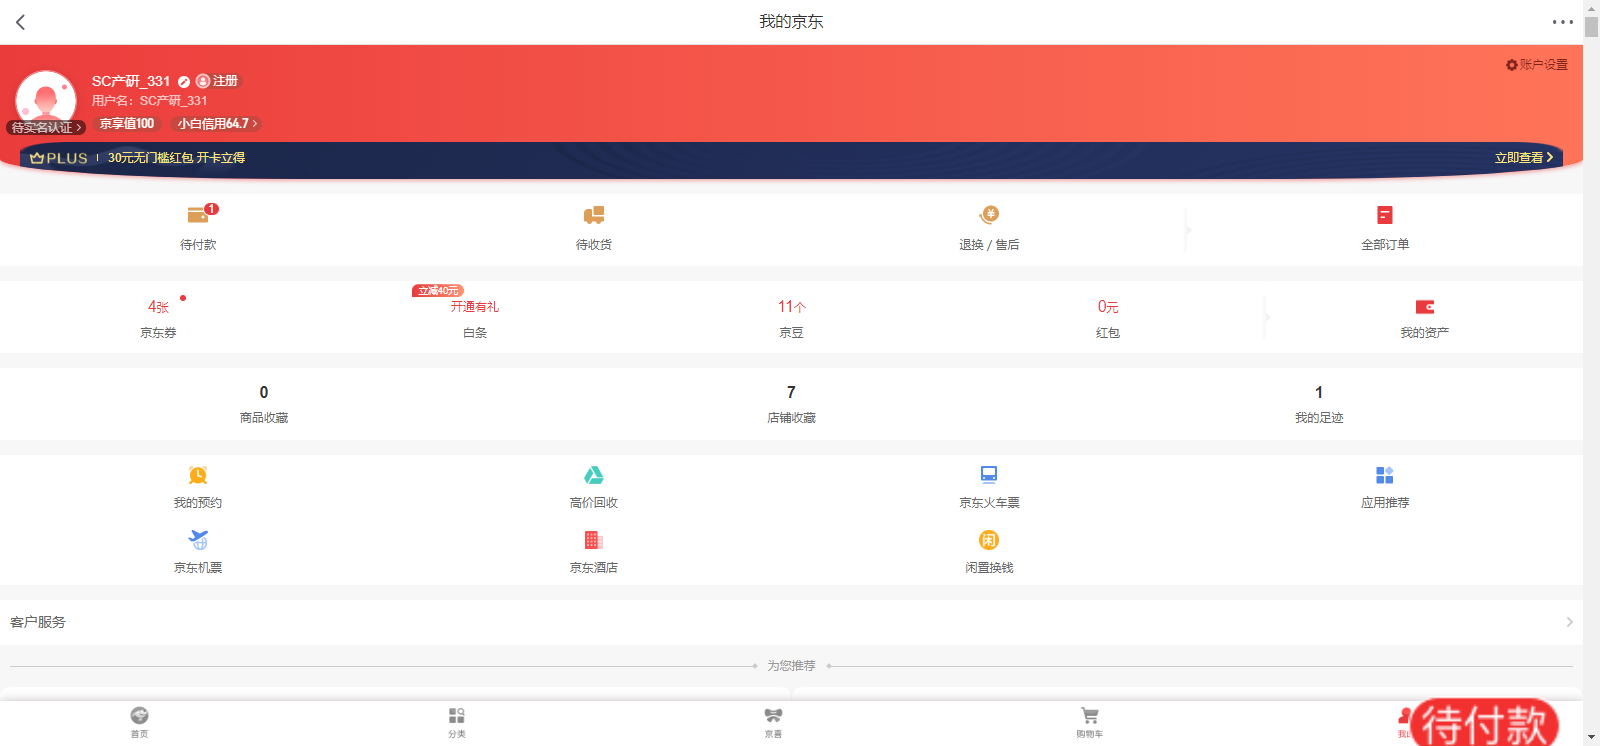 我的京东
账户设置
SC产研_331 注册
用户名：SC产研_331
待实名认证
京享值100 小白信用64.7
PLUS 30元无门槛红包 开卡立得 立即查看
1
待付款 待收货 退换 / 售后 全部订单
立减40元
4张 开通有礼 11个 0元
京东券 白条 京豆 红包 我的资产
0 7 1
商品收藏 店铺收藏 我的足迹
我的预约 高价回收 京东火车票 应用推荐
闲
京东机票 京东酒店 闲置换钱
客户服务
为您推荐
首页 分类 京喜 购物车
待付款